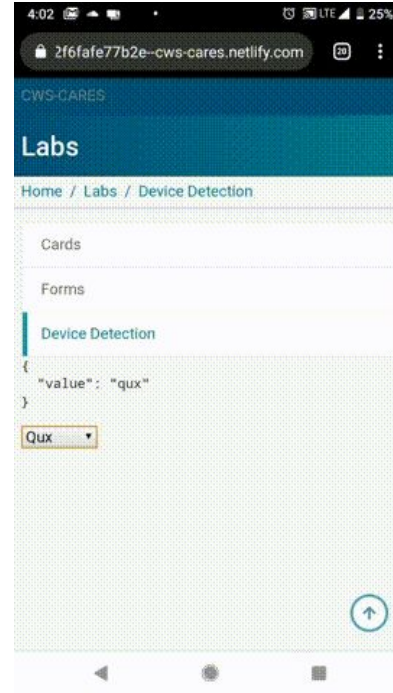 4:02 LTE 25%
2f6fafe77b2e--cws-cares.netlify.com 20
CWS-CARES
Labs
Home / Labs / Device Detection
Cards
Forms
Device Detection
{
"value": "qux"
}
Qux